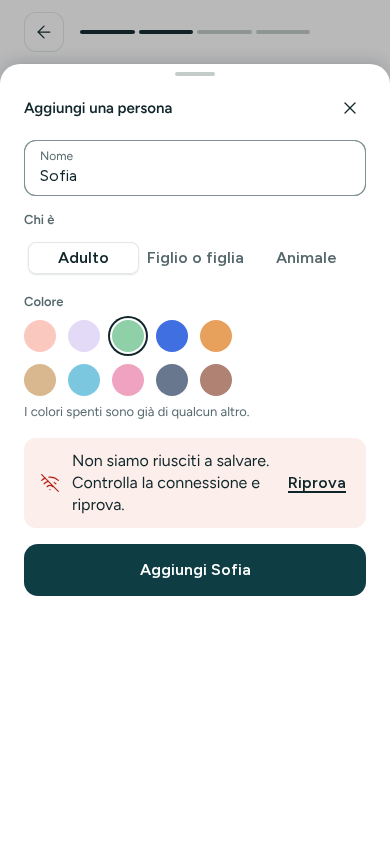 Aggiungi una persona
Nome
Sofia
Chi è
Adulto Figlio o figlia Animale
Colore
I colori spenti sono già di qualcun altro.
Non siamo riusciti a salvare.
Controlla la connessione e
riprova.
Riprova
Aggiungi Sofia